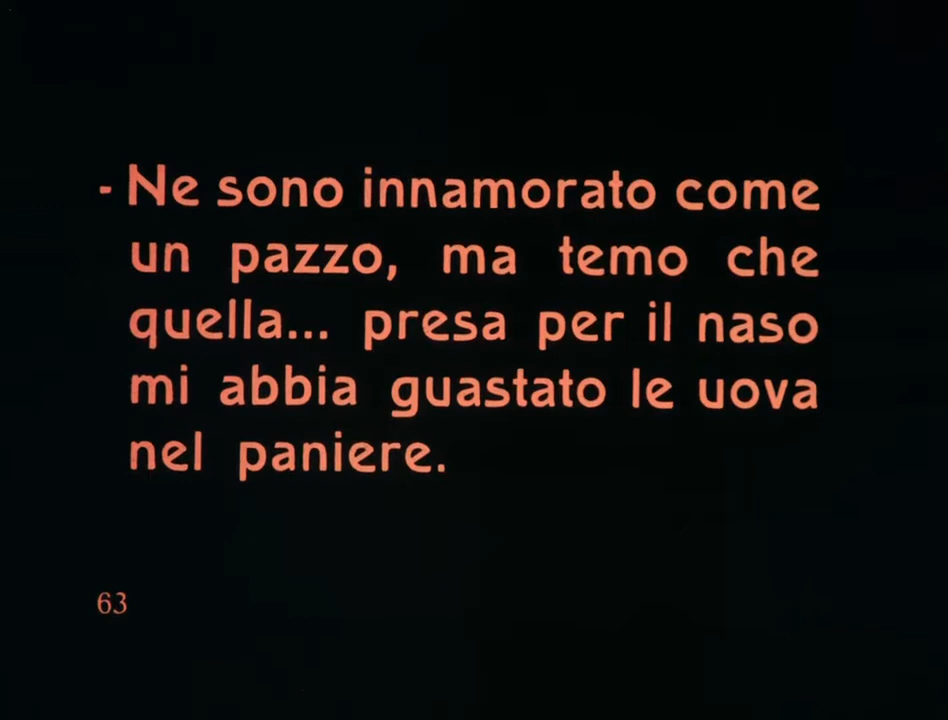 - Ne sono innamorato come
un pazzo, ma temo che
quella... presa per il naso
mi abbia guastato le uova
nel paniere.
63